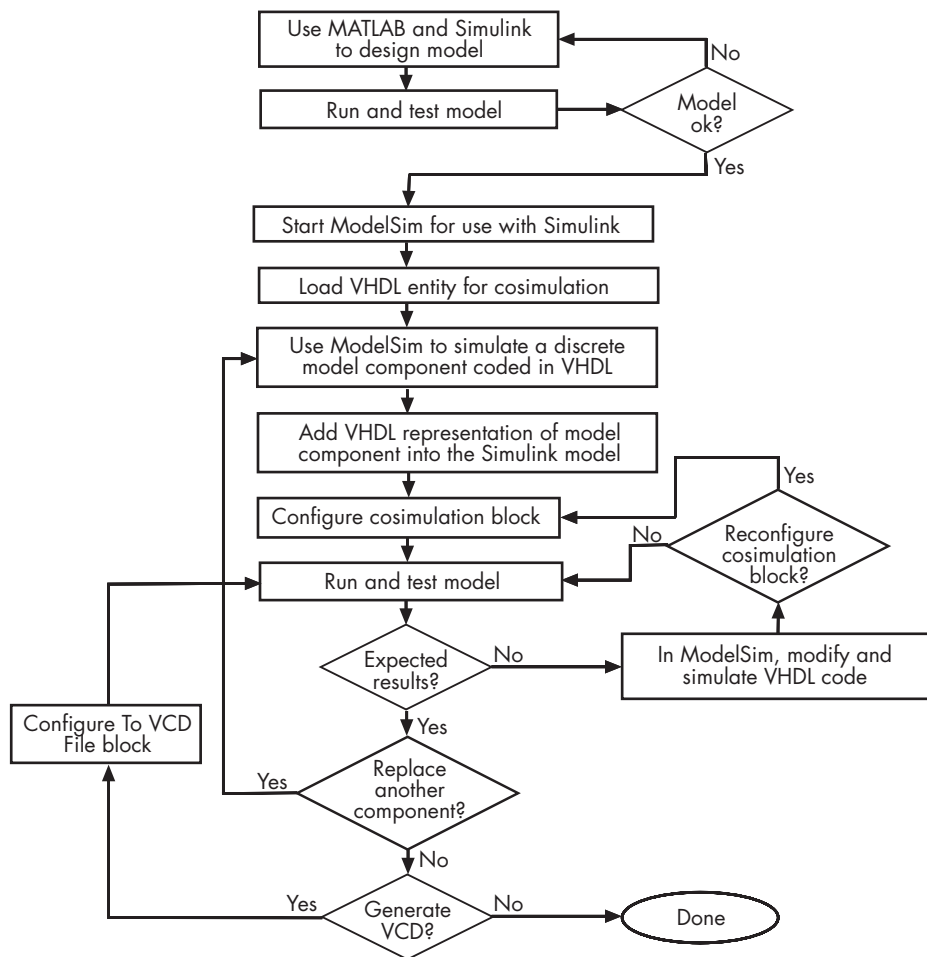 Use MATLAB and Simulink
to design model
No
Run and test model
Model
ok?
Yes
Start ModelSim for use with Simulink
Load VHDL entity for cosimulation
Use ModelSim to simulate a discrete
model component coded in VHDL
Add VHDL representation of model
component into the Simulink model
Yes
Configure cosimulation block
No
Reconfigure
cosimulation
block?
Run and test model
Expected
results?
No
In ModelSim, modify and
simulate VHDL code
Configure To VCD
File block
Yes
Yes
Replace
another
component?
No
Yes
Generate
VCD?
No
Done